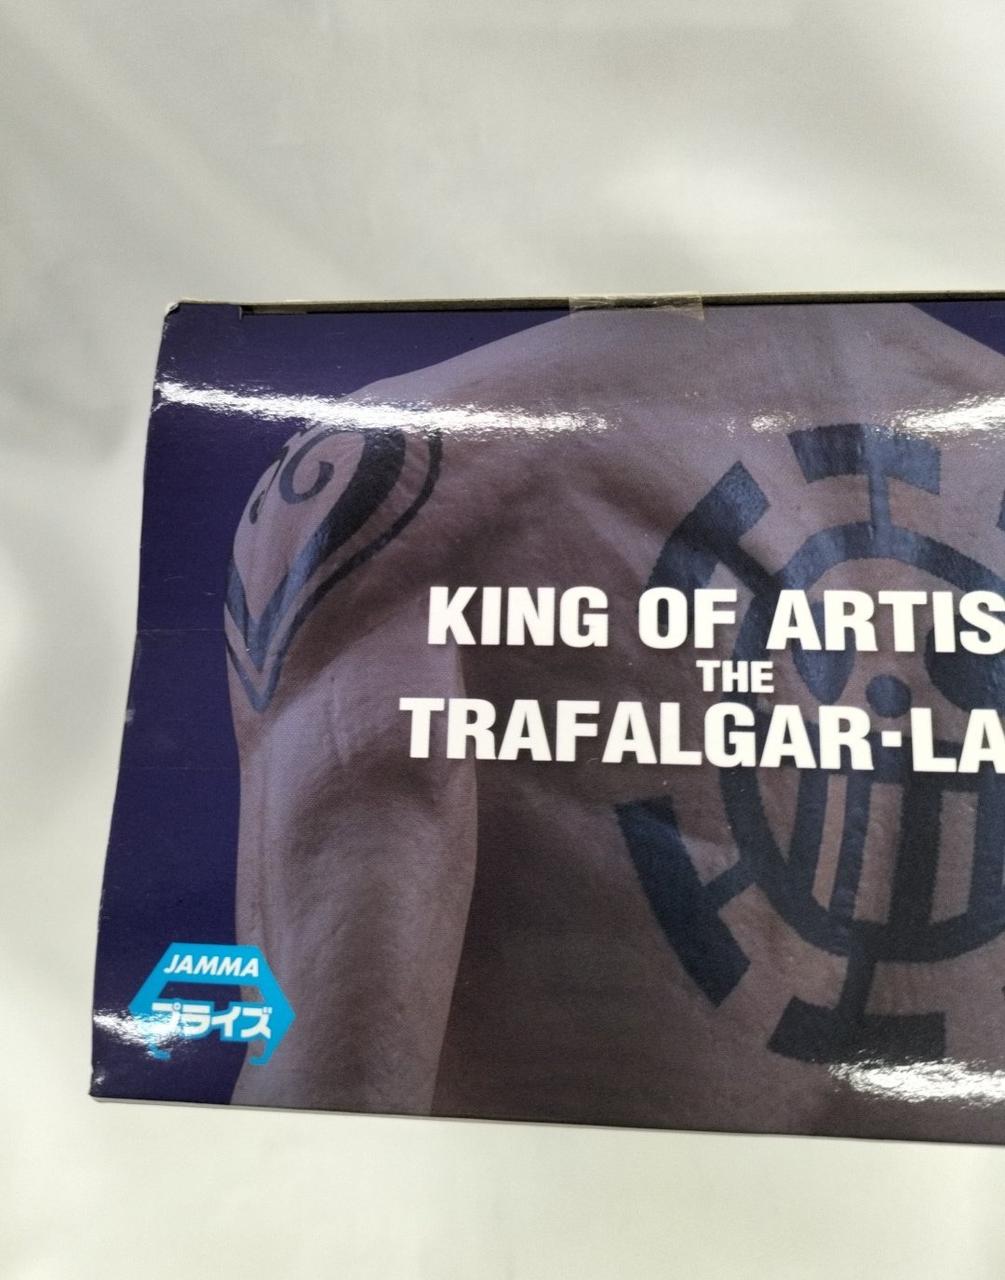 KING OF ARTIS
THE
TRAFALGAR·LA
JAMMA
プライズ